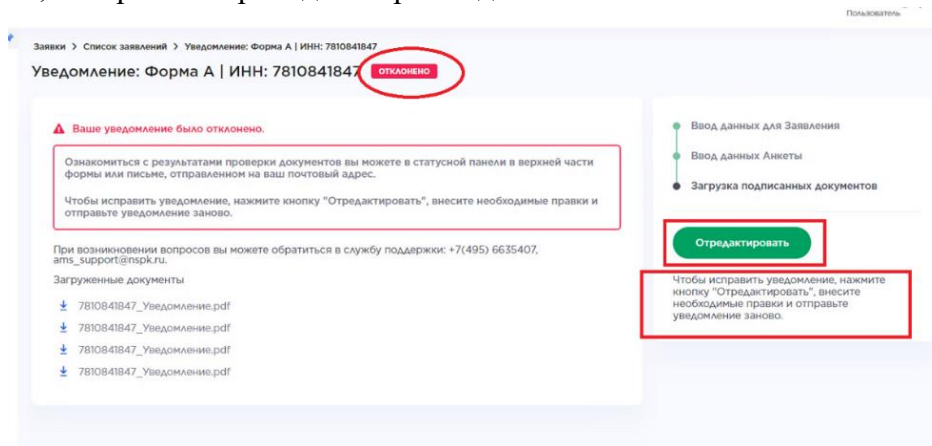 Пользователь
Заявки > Список заявлений > Уведомление: Форма А | ИНН: 7810841847
Уведомление: Форма А | ИНН: 7810841847 ОТКЛОНЕНО
Ваше уведомление было отклонено.
Ознакомиться с результатами проверки документов вы можете в статусной панели в верхней части
формы или письме, отправленном на ваш почтовый адрес.
Чтобы исправить уведомление, нажмите кнопку "Отредактировать", внесите необходимые правки и
отправьте уведомление заново.
При возникновении вопросов вы можете обратиться в службу поддержки: +7(495) 6635407,
ams_support@nspk.ru.
Загруженные документы
7810841847_Уведомление.pdf
7810841847_Уведомление.pdf
7810841847_Уведомление.pdf
7810841847_Уведомление.pdf
Ввод данных для Заявления
Ввод данных Анкеты
Загрузка подписанных документов
Отредактировать
Чтобы исправить уведомление, нажмите
кнопку "Отредактировать", внесите
необходимые правки и отправьте
уведомление заново.